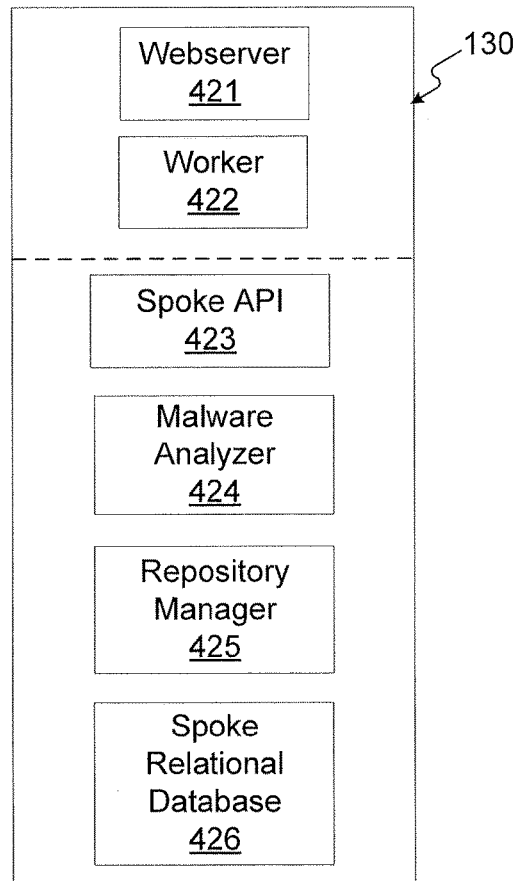 130
Webserver
421
Worker
422
Spoke API
423
Malware
Analyzer
424
Repository
Manager
425
Spoke
Relational
Database
426